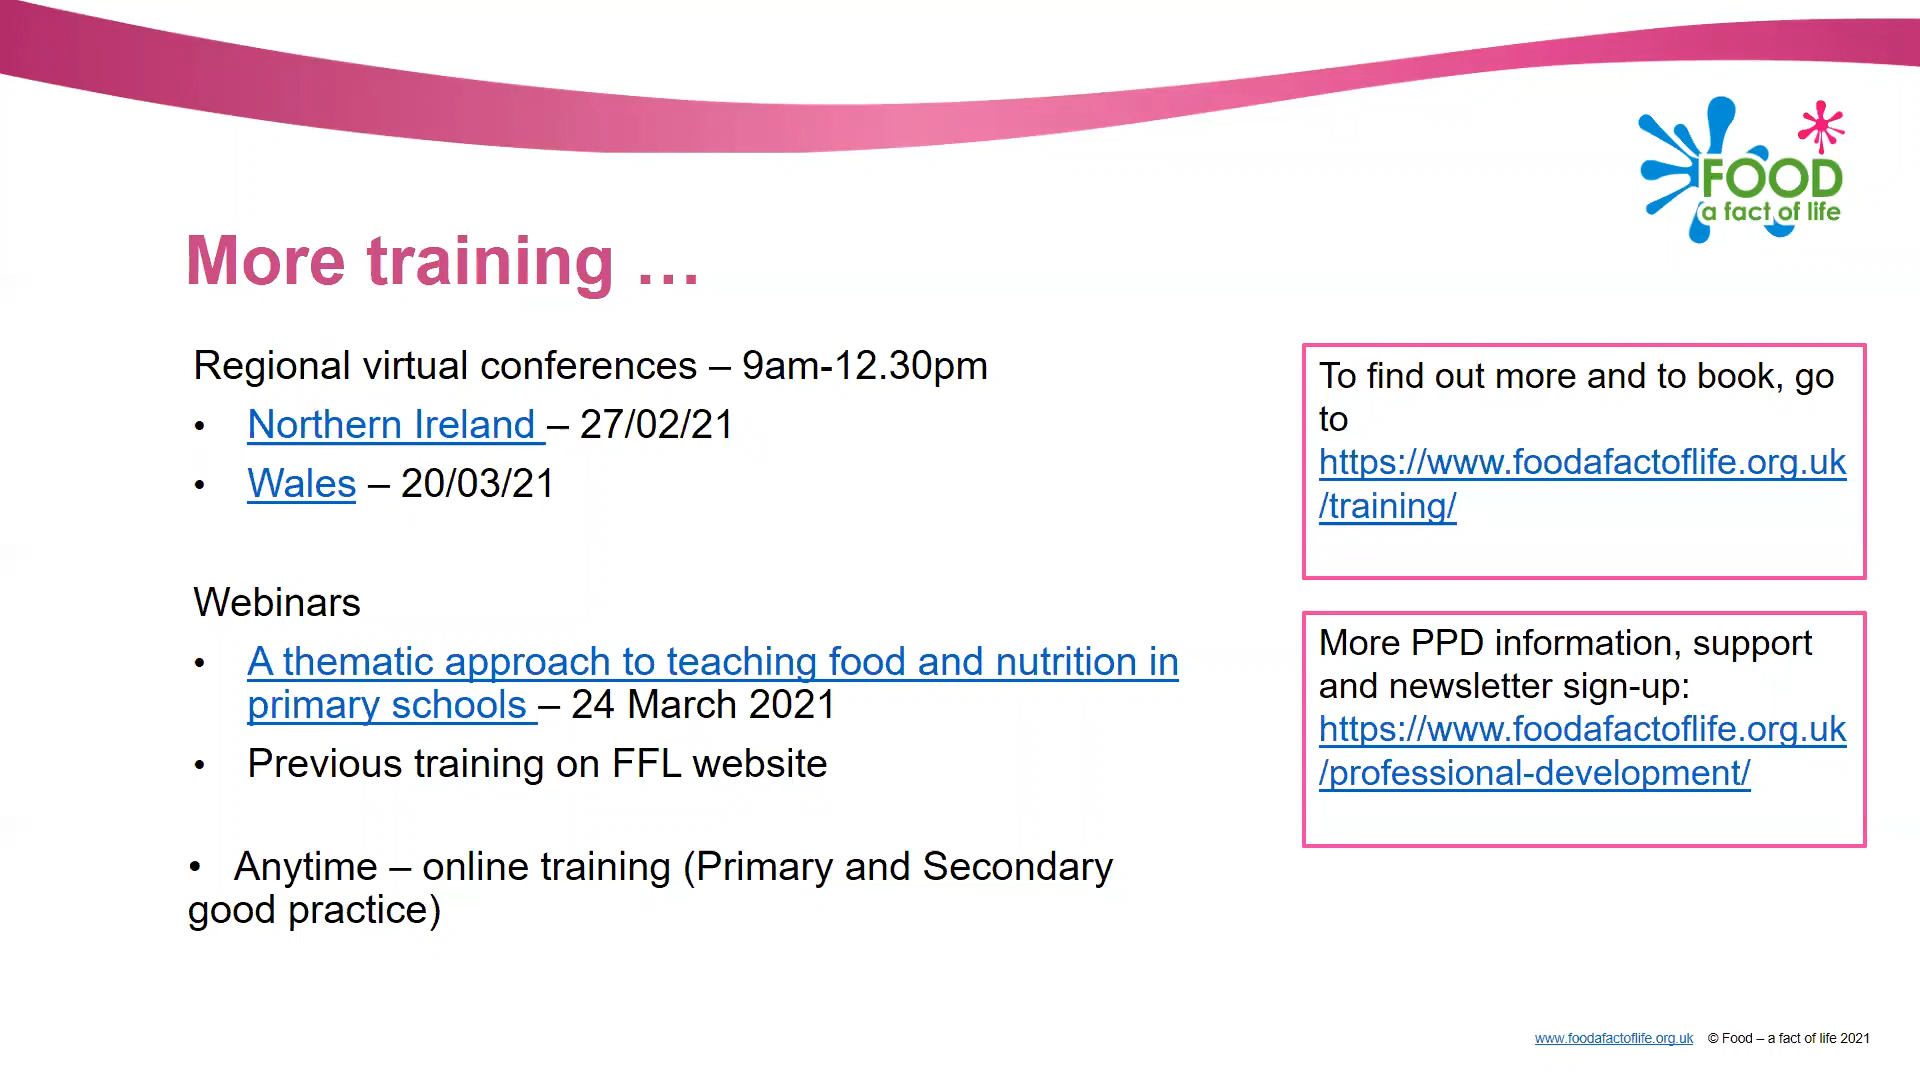 FOOD
a fact of life
More training …
Regional virtual conferences – 9am-12.30pm
• Northern Ireland – 27/02/21
• Wales – 20/03/21
Webinars
• A thematic approach to teaching food and nutrition in
primary schools – 24 March 2021
• Previous training on FFL website
• Anytime – online training (Primary and Secondary
good practice)
To find out more and to book, go
to
https://www.foodafactoflife.org.uk
/training/
More PPD information, support
and newsletter sign-up:
https://www.foodafactoflife.org.uk
/professional-development/
www.foodafactoflife.org.uk © Food – a fact of life 2021